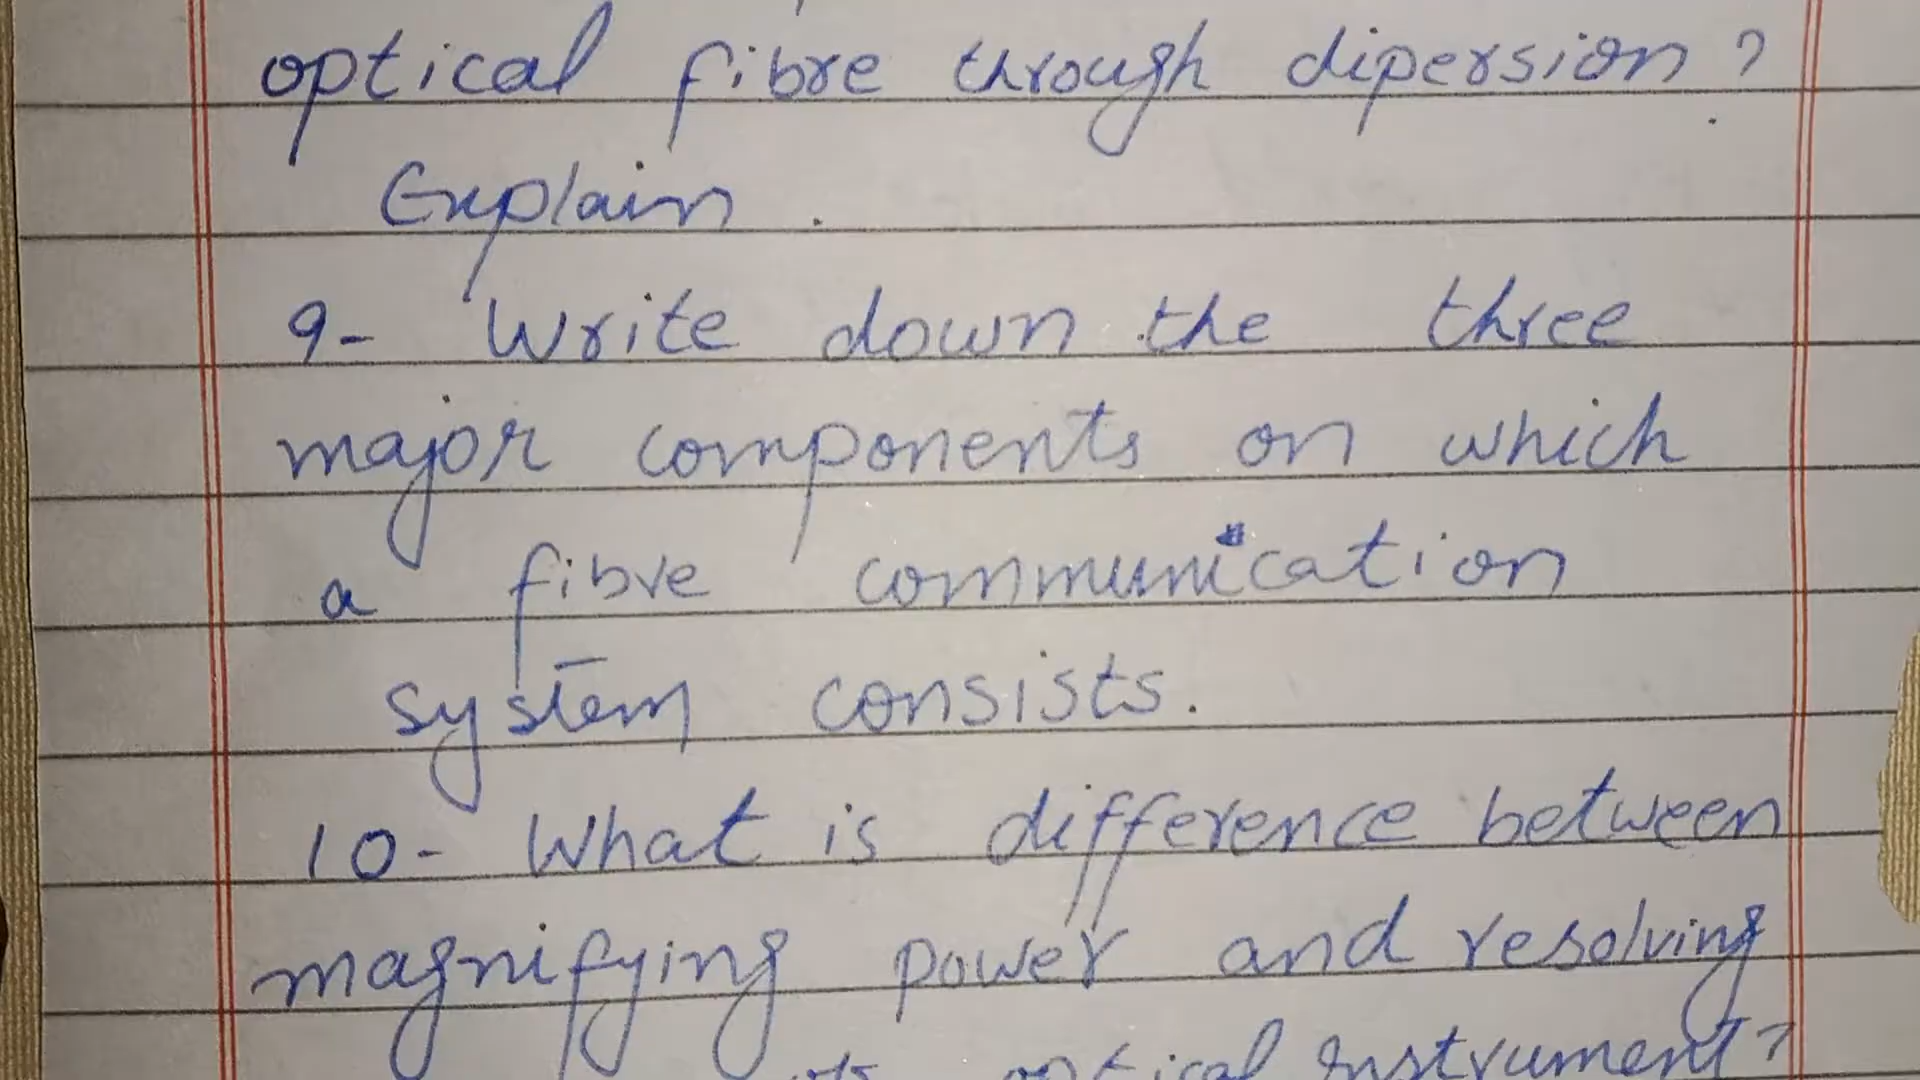 optical fibre through dipersion?
Explain.
9- Write down the three
major components on which
a fibre communication
system consists.
10- What is difference between
magnifying power and resolving
optical instrument?